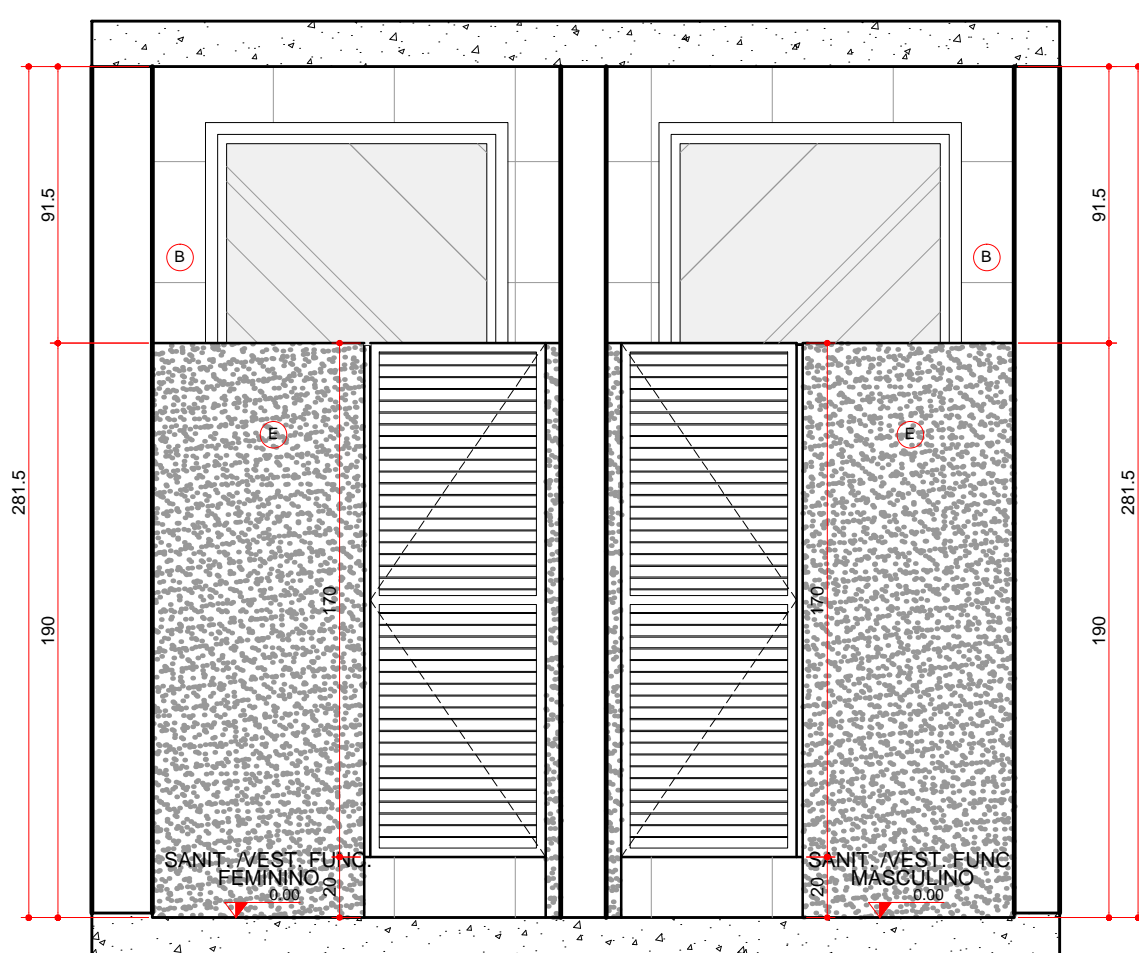 91.5
91.5
B
B
E
E
281.5
281.5
170
170
190
190
SANIT. /VEST. FUNC.
FEMININO
0.00
20
SANIT. /VEST. FUNC
MASCULINO
0.00
20